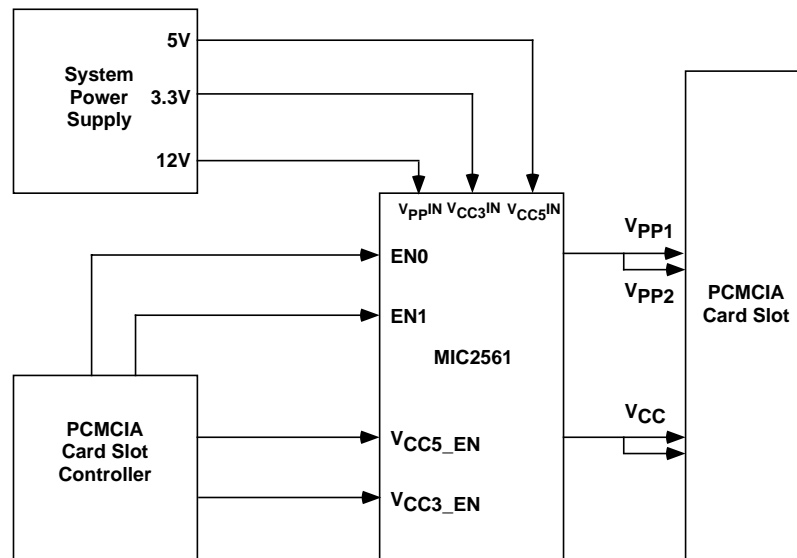 System
Power
Supply
5V
3.3V
12V
VPPIN VCC3IN VCC5IN
EN0
EN1
MIC2561
VCC5_EN
VCC3_EN
VPP1
VPP2
VCC
PCMCIA
Card Slot
PCMCIA
Card Slot
Controller